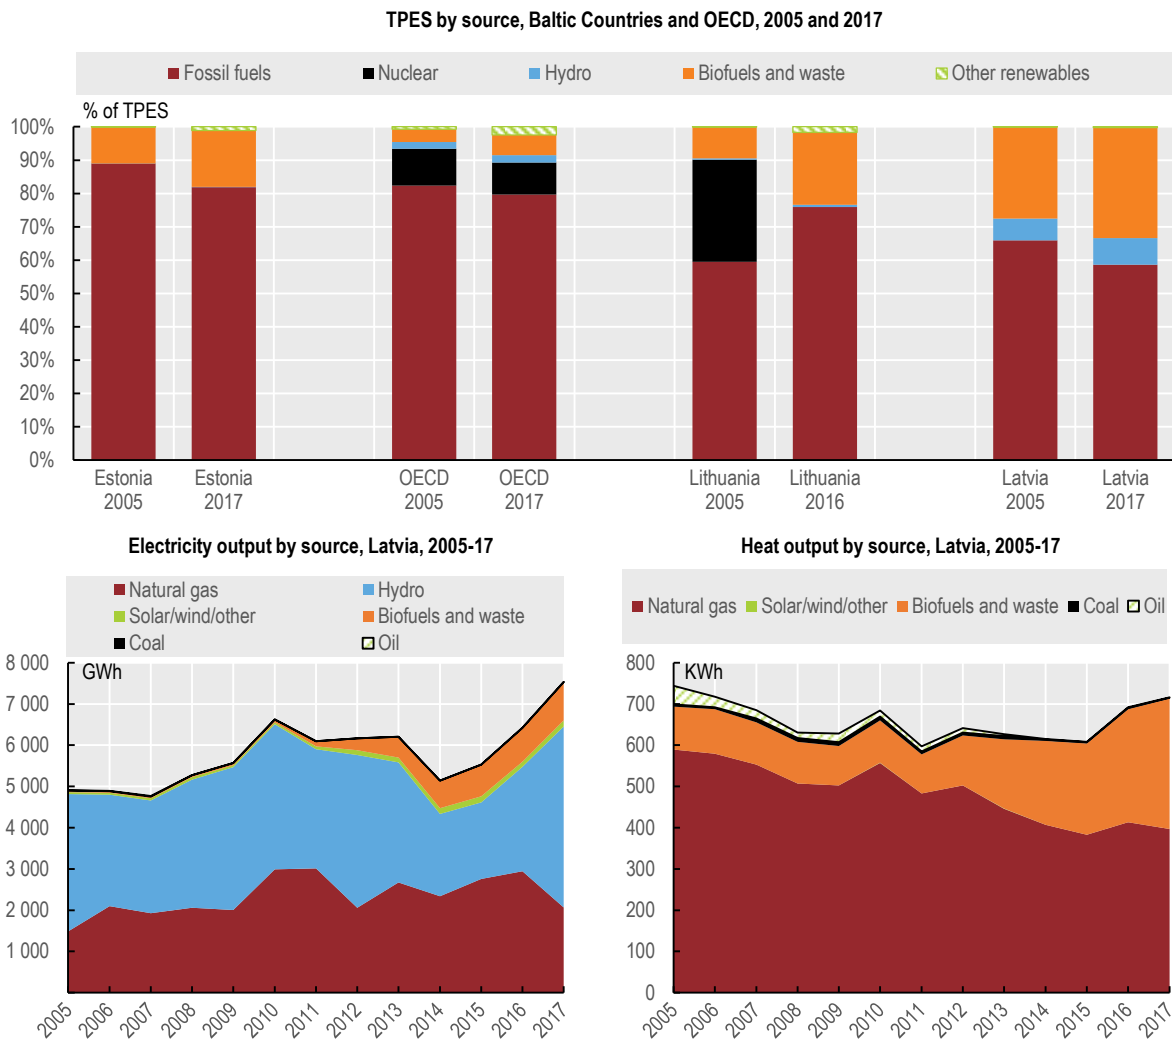 TPES by source, Baltic Countries and OECD, 2005 and 2017
Fossil fuels Nuclear Hydro Biofuels and waste Other renewables
% of TPES
100%
90%
80%
70%
60%
50%
40%
30%
20%
10%
0%
Estonia 2005
Estonia 2017
OECD 2005
OECD 2017
Lithuania 2005
Lithuania 2016
Latvia 2005
Latvia 2017
Electricity output by source, Latvia, 2005-17
Natural gas Hydro
Solar/wind/other Biofuels and waste
Coal Oil
GWh
8 000
7 000
6 000
5 000
4 000
3 000
2 000
1 000
2005 2006 2007 2008 2009 2010 2011 2012 2013 2014 2015 2016 2017
Heat output by source, Latvia, 2005-17
Natural gas Solar/wind/other Biofuels and waste Coal Oil
KWh
800
700
600
500
400
300
200
100
0
2005 2006 2007 2008 2009 2010 2011 2012 2013 2014 2015 2016 2017